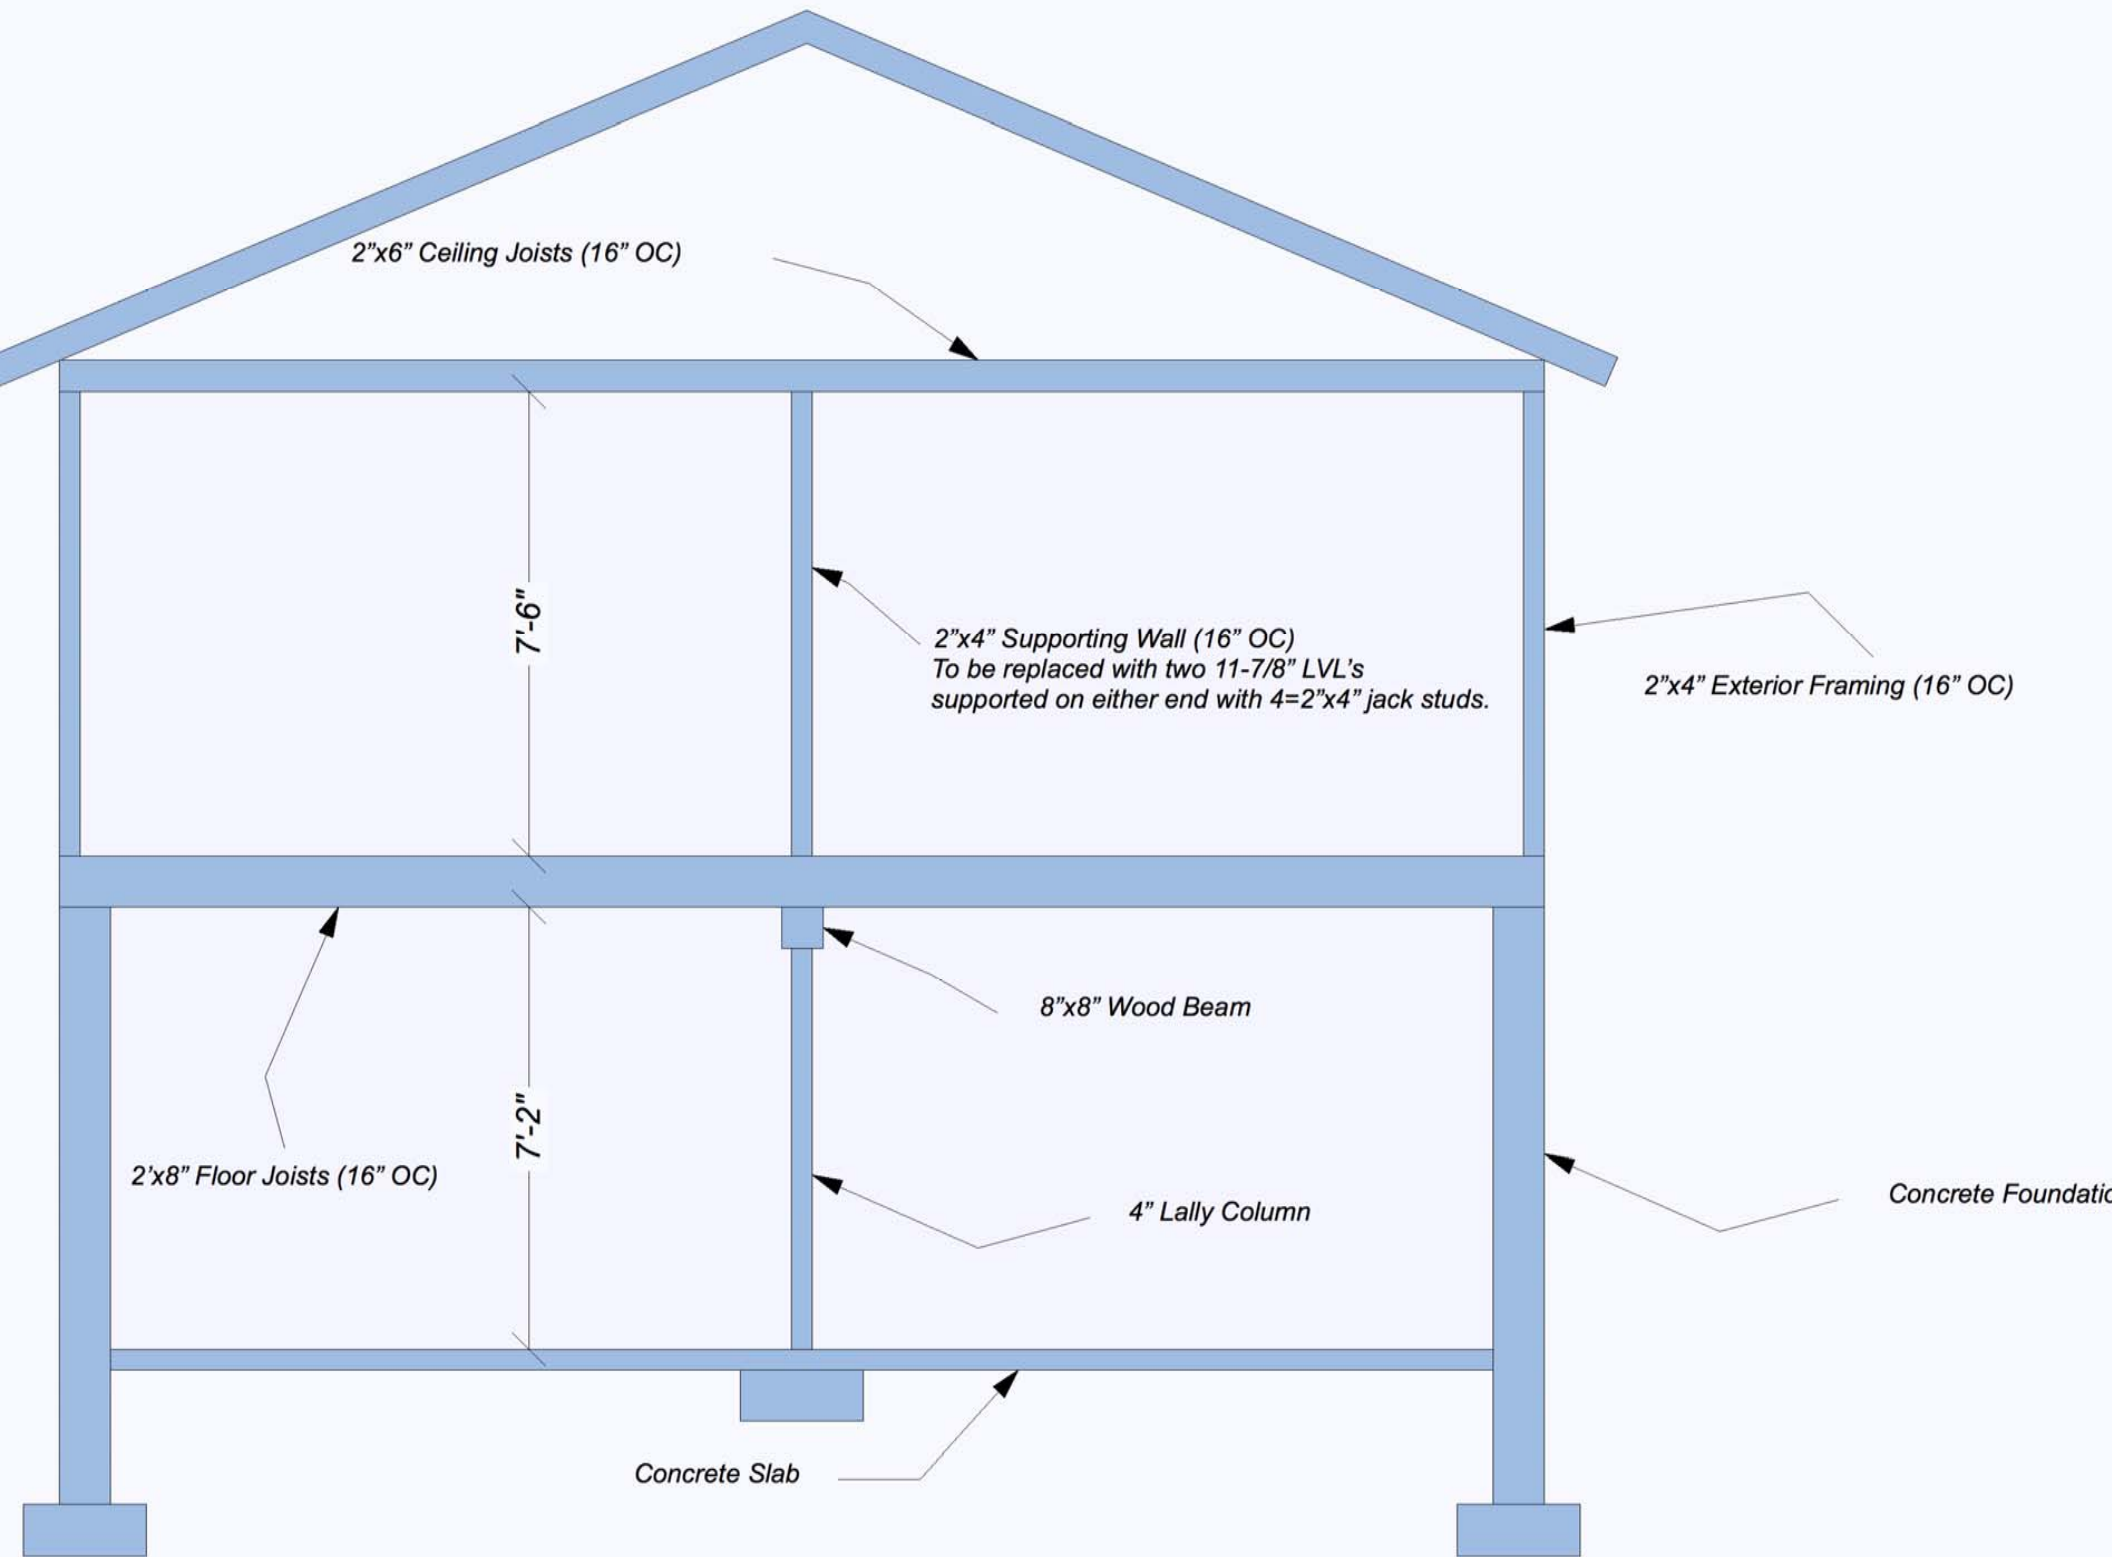 2”x6” Ceiling Joists (16” OC)
7'-6"
2”x4” Supporting Wall (16” OC)
To be replaced with two 11-7/8” LVL’s
supported on either end with 4=2”x4” jack studs.
2”x4” Exterior Framing (16” OC)
8”x8” Wood Beam
7'-2"
2’x8” Floor Joists (16” OC)
4” Lally Column
Concrete Foundatio
Concrete Slab